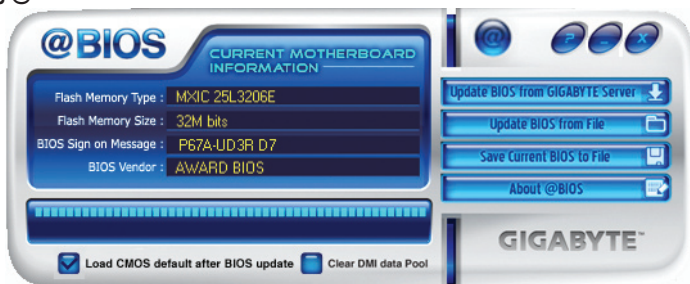 @BIOS
CURRENT MOTHERBOARD
INFORMATION
Flash Memory Type : MXIC 25L3206E
Flash Memory Size : 32M bits
BIOS Sign on Message : P67A-UD3R D7
BIOS Vendor : AWARD BIOS
Load CMOS default after BIOS update
Clear DMI data Pool
@
?
-
X
Update BIOS from GIGABYTE Server
Update BIOS from File
Save Current BIOS to File
About @BIOS
GIGABYTE™